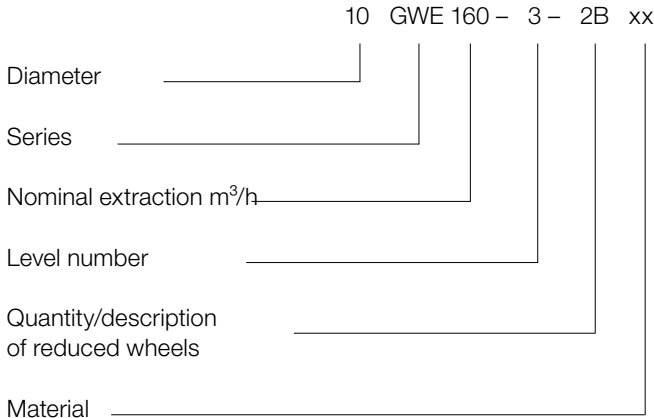 10 GWE 160 – 3 – 2B xx
Diameter
Series
Nominal extraction m³/h
Level number
Quantity/description
of reduced wheels
Material